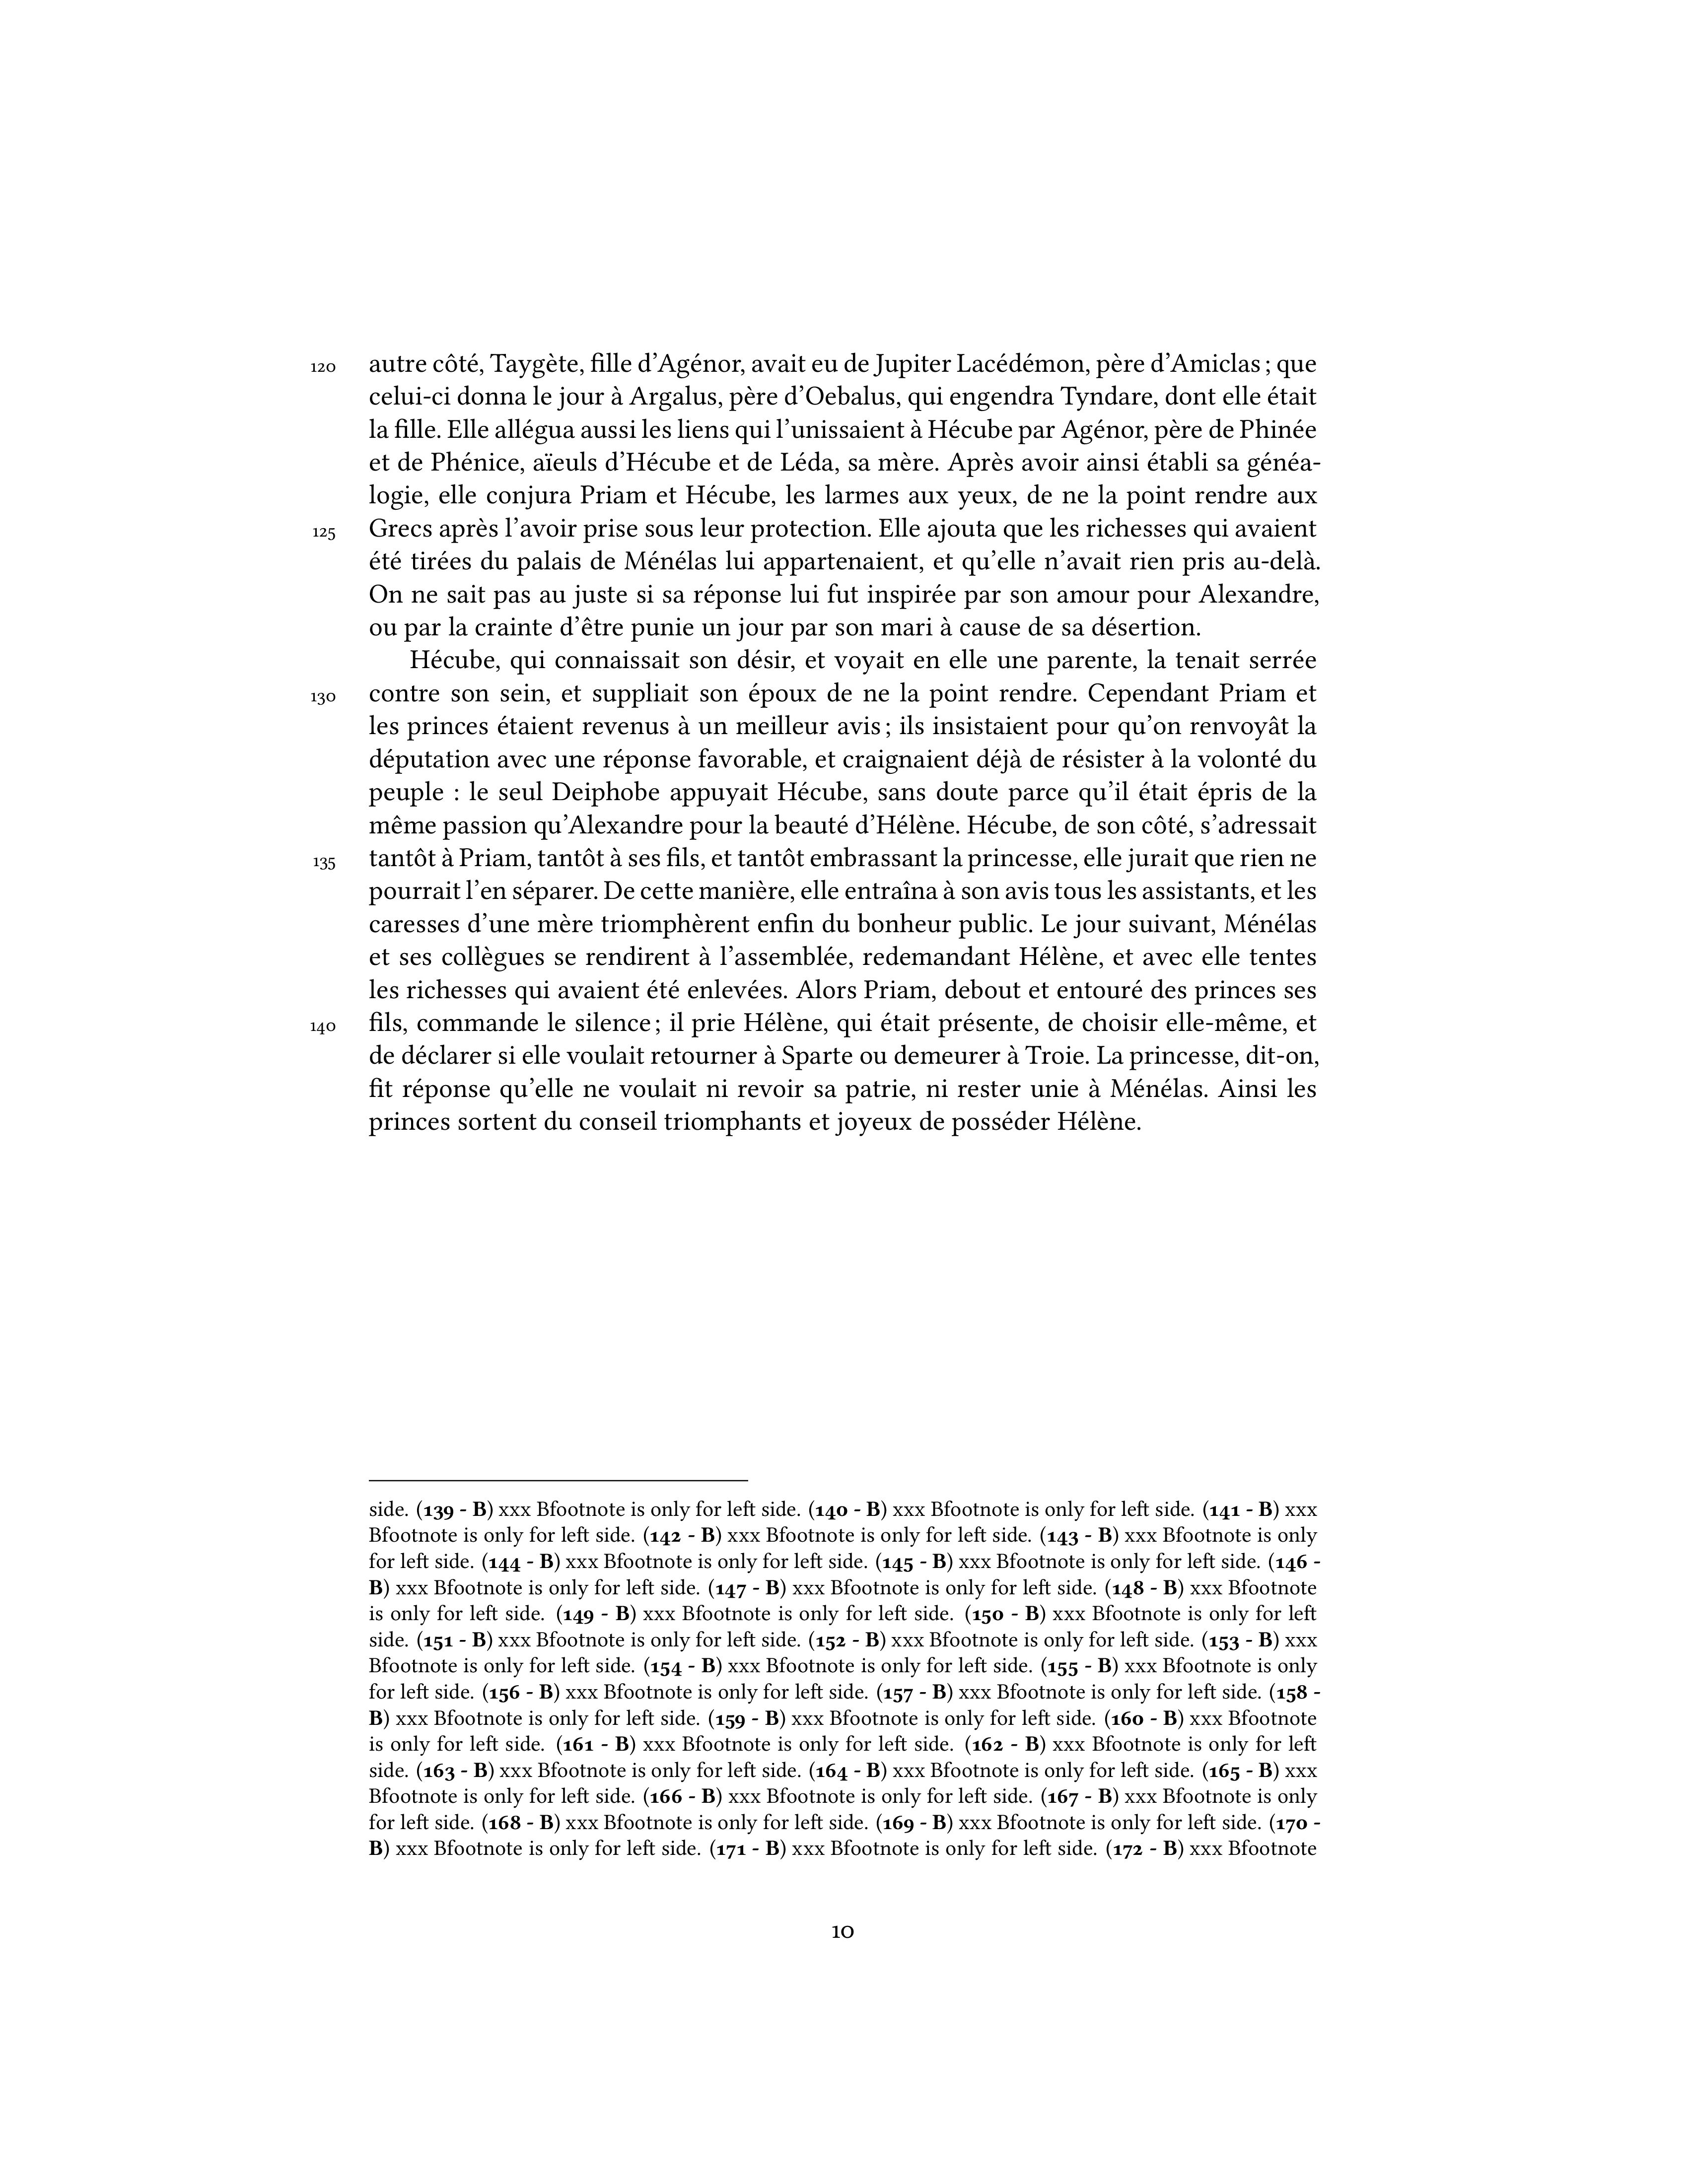 120 autre côté, Taygète, fille d’Agénor, avait eu de Jupiter Lacédémon, père d’Amiclas ; que
celui-ci donna le jour à Argalus, père d’Oebalus, qui engendra Tyndare, dont elle était
la fille. Elle allégua aussi les liens qui l’unissaient à Hécube par Agénor, père de Phinée
et de Phénice, aïeuls d’Hécube et de Léda, sa mère. Après avoir ainsi établi sa généa-
logie, elle conjura Priam et Hécube, les larmes aux yeux, de ne la point rendre aux
125 Grecs après l’avoir prise sous leur protection. Elle ajouta que les richesses qui avaient
été tirées du palais de Ménélas lui appartenaient, et qu’elle n’avait rien pris au-delà.
On ne sait pas au juste si sa réponse lui fut inspirée par son amour pour Alexandre,
ou par la crainte d’être punie un jour par son mari à cause de sa désertion.
Hécube, qui connaissait son désir, et voyait en elle une parente, la tenait serrée
130 contre son sein, et suppliait son époux de ne la point rendre. Cependant Priam et
les princes étaient revenus à un meilleur avis ; ils insistaient pour qu’on renvoyât la
députation avec une réponse favorable, et craignaient déjà de résister à la volonté du
peuple : le seul Deiphobe appuyait Hécube, sans doute parce qu’il était épris de la
même passion qu’Alexandre pour la beauté d’Hélène. Hécube, de son côté, s’adressait
135 tantôt à Priam, tantôt à ses fils, et tantôt embrassant la princesse, elle jurait que rien ne
pourrait l’en séparer. De cette manière, elle entraîna à son avis tous les assistants, et les
caresses d’une mère triomphèrent enfin du bonheur public. Le jour suivant, Ménélas
et ses collègues se rendirent à l’assemblée, redemandant Hélène, et avec elle tentes
les richesses qui avaient été enlevées. Alors Priam, debout et entouré des princes ses
140 fils, commande le silence ; il prie Hélène, qui était présente, de choisir elle-même, et
de déclarer si elle voulait retourner à Sparte ou demeurer à Troie. La princesse, dit-on,
fit réponse qu’elle ne voulait ni revoir sa patrie, ni rester unie à Ménélas. Ainsi les
princes sortent du conseil triomphants et joyeux de posséder Hélène.
side. (139 - B) xxx Bfootnote is only for left side. (140 - B) xxx Bfootnote is only for left side. (141 - B) xxx
Bfootnote is only for left side. (142 - B) xxx Bfootnote is only for left side. (143 - B) xxx Bfootnote is only
for left side. (144 - B) xxx Bfootnote is only for left side. (145 - B) xxx Bfootnote is only for left side. (146 -
B) xxx Bfootnote is only for left side. (147 - B) xxx Bfootnote is only for left side. (148 - B) xxx Bfootnote
is only for left side. (149 - B) xxx Bfootnote is only for left side. (150 - B) xxx Bfootnote is only for left
side. (151 - B) xxx Bfootnote is only for left side. (152 - B) xxx Bfootnote is only for left side. (153 - B) xxx
Bfootnote is only for left side. (154 - B) xxx Bfootnote is only for left side. (155 - B) xxx Bfootnote is only
for left side. (156 - B) xxx Bfootnote is only for left side. (157 - B) xxx Bfootnote is only for left side. (158 -
B) xxx Bfootnote is only for left side. (159 - B) xxx Bfootnote is only for left side. (160 - B) xxx Bfootnote
is only for left side. (161 - B) xxx Bfootnote is only for left side. (162 - B) xxx Bfootnote is only for left
side. (163 - B) xxx Bfootnote is only for left side. (164 - B) xxx Bfootnote is only for left side. (165 - B) xxx
Bfootnote is only for left side. (166 - B) xxx Bfootnote is only for left side. (167 - B) xxx Bfootnote is only
for left side. (168 - B) xxx Bfootnote is only for left side. (169 - B) xxx Bfootnote is only for left side. (170 -
B) xxx Bfootnote is only for left side. (171 - B) xxx Bfootnote is only for left side. (172 - B) xxx Bfootnote
10